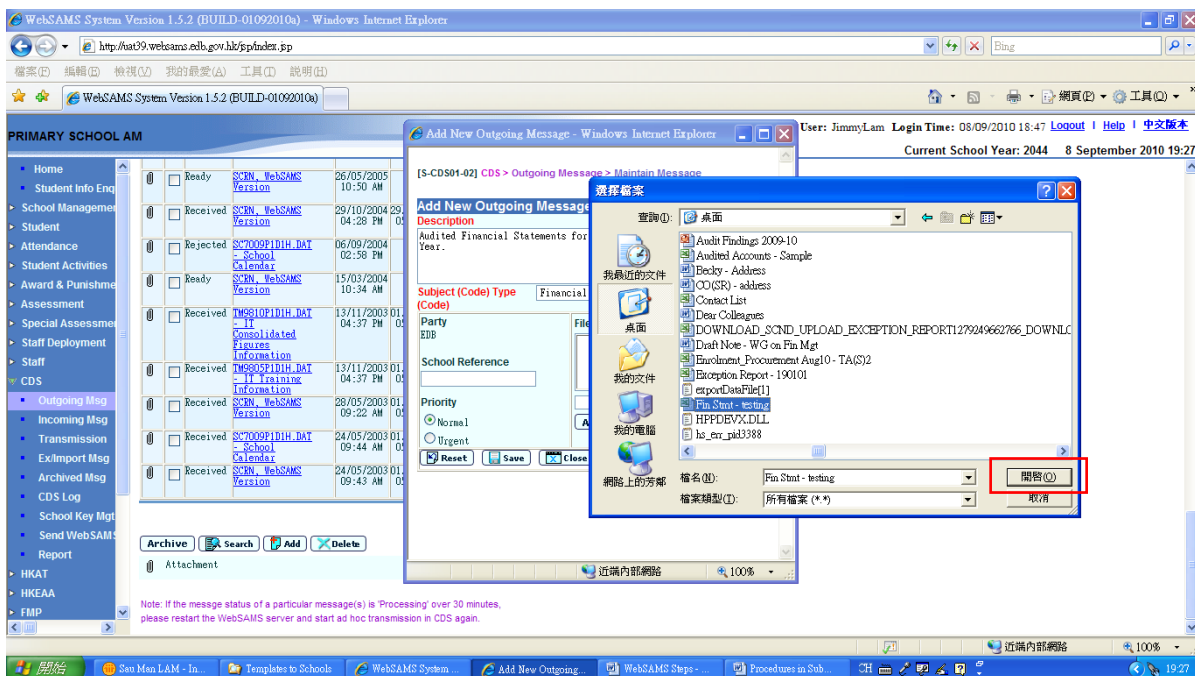 WebSAMS System Version 1.5.2 (BUILD-01092010a) - Windows Internet Explorer
http://uat39.websams.edb.gov.hk/jsp/index.jsp
Bing
檔案(F) 編輯(E) 檢視(V) 我的最愛(A) 工具(T) 說明(H)
WebSAMS System Version 1.5.2 (BUILD-01092010a)
網頁(P) 工具(O)
PRIMARY SCHOOL AM
User: JimmyLam Login Time: 08/09/2010 18:47 Logout | Help | 中文版本
Current School Year: 2044 8 September 2010 19:27
Home
Student Info Enq
School Managemen
Student
Attendance
Student Activities
Award & Punishme
Assessment
Special Assessmen
Staff Deployment
Staff
CDS
Outgoing Msg
Incoming Msg
Transmission
Ex/Import Msg
Archived Msg
CDS Log
School Key Mgt
Send WebSAMS
Report
HKAT
HKEAA
FMP
Ready SCRN, WebSAMS 26/05/2005
Version 10:50 AM
Received SCRN, WebSAMS 29/10/2004 29.
Version 04:28 PM 05
Rejected SC7009P1D1H.DAT 06/09/2004
- School 02:58 PM
Calendar
Ready SCRN, WebSAMS 15/03/2004
Version 10:34 AM
Received TM9810P1D1H.DAT 13/11/2003 01.
- IT 04:37 PM 05
Consolidated
Figures
Information
Received TM9805P1D1H.DAT 13/11/2003 01.
- IT Training 04:37 PM 05
Information
Received SCRN, WebSAMS 28/05/2003 01.
Version 09:22 AM 05
Received SC7009P1D1H.DAT 24/05/2003 01.
- School 09:44 AM 05
Calendar
Received SCRN, WebSAMS 24/05/2003 01.
Version 09:43 AM 05
Archive Search Add Delete
Attachment
Note: If the messge status of a particular message(s) is 'Processing' over 30 minutes,
please restart the WebSAMS server and start ad hoc transmission in CDS again.
Add New Outgoing Message - Windows Internet Explorer
[S-CDS01-02] CDS > Outgoing Message > Maintain Message
Add New Outgoing Message
Description
Audited Financial Statements for
Year.
Subject (Code) Type Financial
(Code)
Party File
EDB
School Reference
Priority
Normal
Urgent
Reset Save Close
近端內部網路 100%
選擇檔案
查詢(I): 桌面
我最近的文件
桌面
我的文件
我的電腦
網路上的芳鄰
Audit Findings 2009-10
Audited Accounts - Sample
Becky - Address
CO(SR) - address
Contact List
Dear Colleagues
DOWNLOAD_SCND_UPLOAD_EXCEPTION_REPORT1279249662766_DOWNLC
Draft Note - WG on Fin Mgt
Enrolment_Procurement Aug10 - TA(S)2
Exception Report - 190101
exportDataFile[1]
Fin Stmt - testing
HPPDEVX.DLL
hs_err_pid3388
檔名(N): Fin Stmt - testing 開啟(O)
檔案類型(T): 所有檔案 (*.*) 取消
近端內部網路 100%
開始 Sau Man LAM - In... Templates to Schools WebSAMS System ... Add New Outgoing... WebSAMS Steps - ... Procedures in Sub... CH 19:27